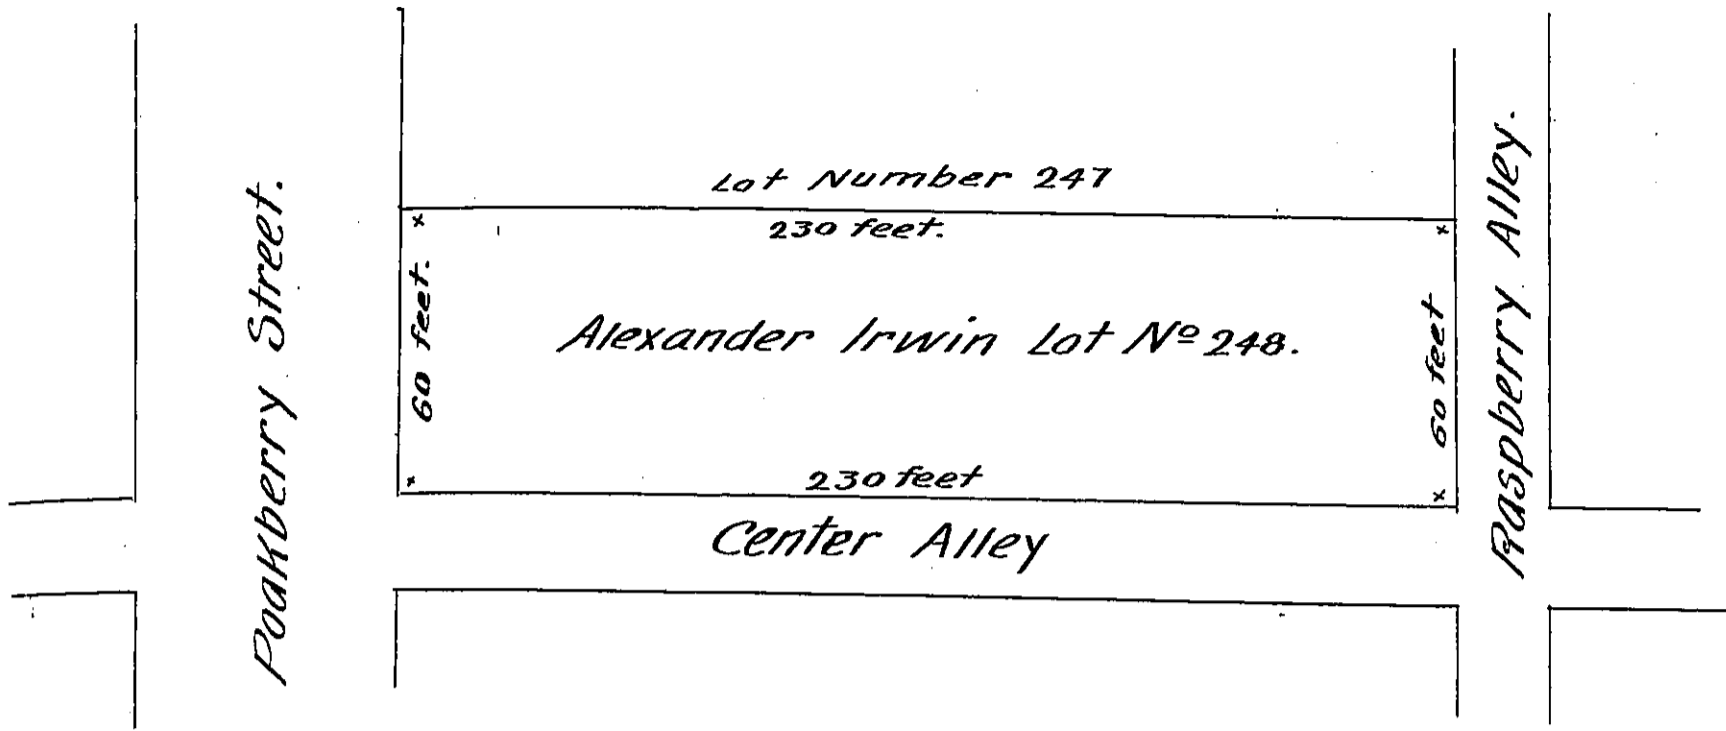 Lot Number 247
230 feet.
60 feet.
Alexander Irwin Lot Nº 248.
60 feet
230 feet
Center Alley
Poakberry Street.
Raspberry Alley.